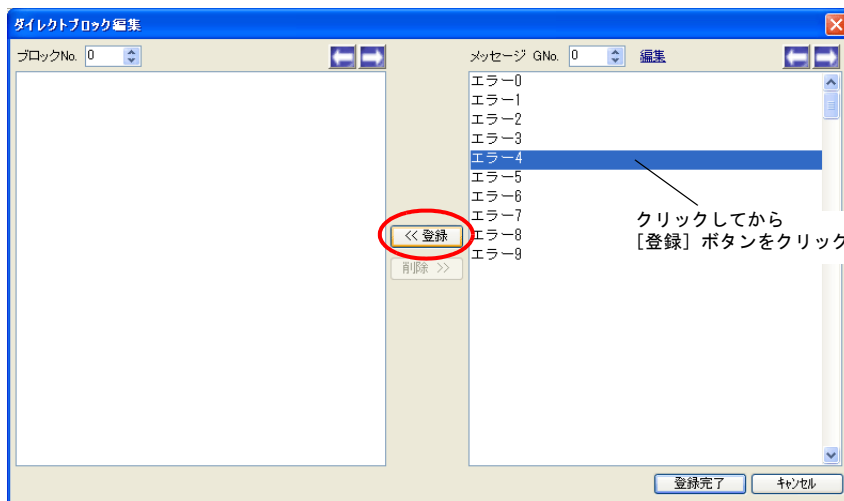 ダイレクトブロック編集
ブロックNo. 0
メッセージ GNo. 0 編集
エラー0
エラー1
エラー2
エラー3
エラー4
エラー5
エラー6
エラー7
エラー8
エラー9
<< 登録
削除 >>
クリックしてから
［登録］ボタンをクリック
登録完了 キャンセル